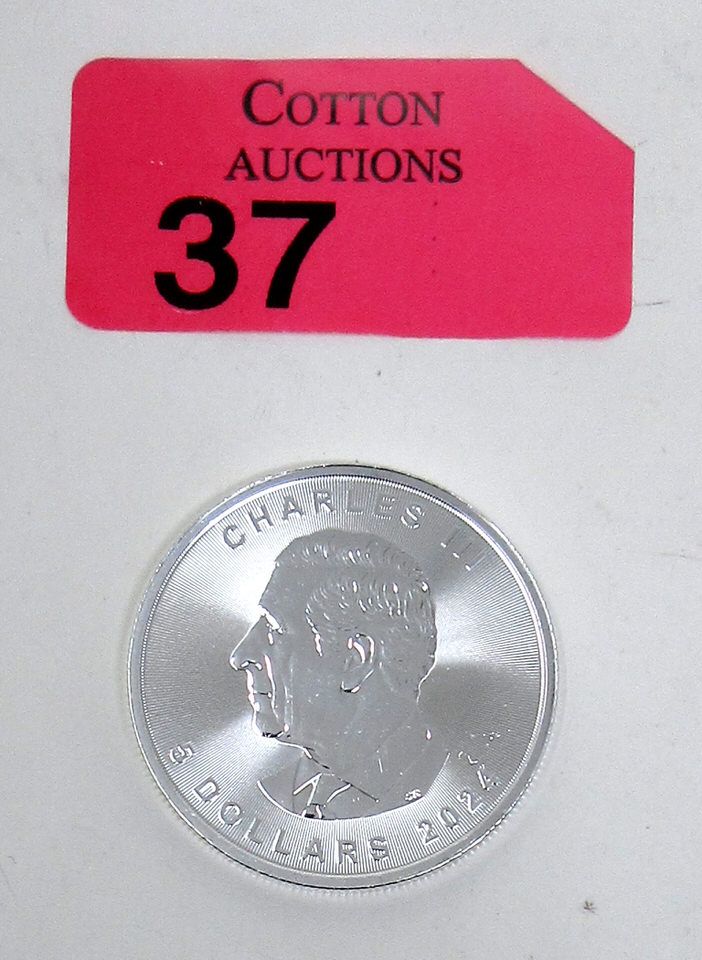 COTTON
AUCTIONS
37
CHARLES III
5 DOLLARS 2024